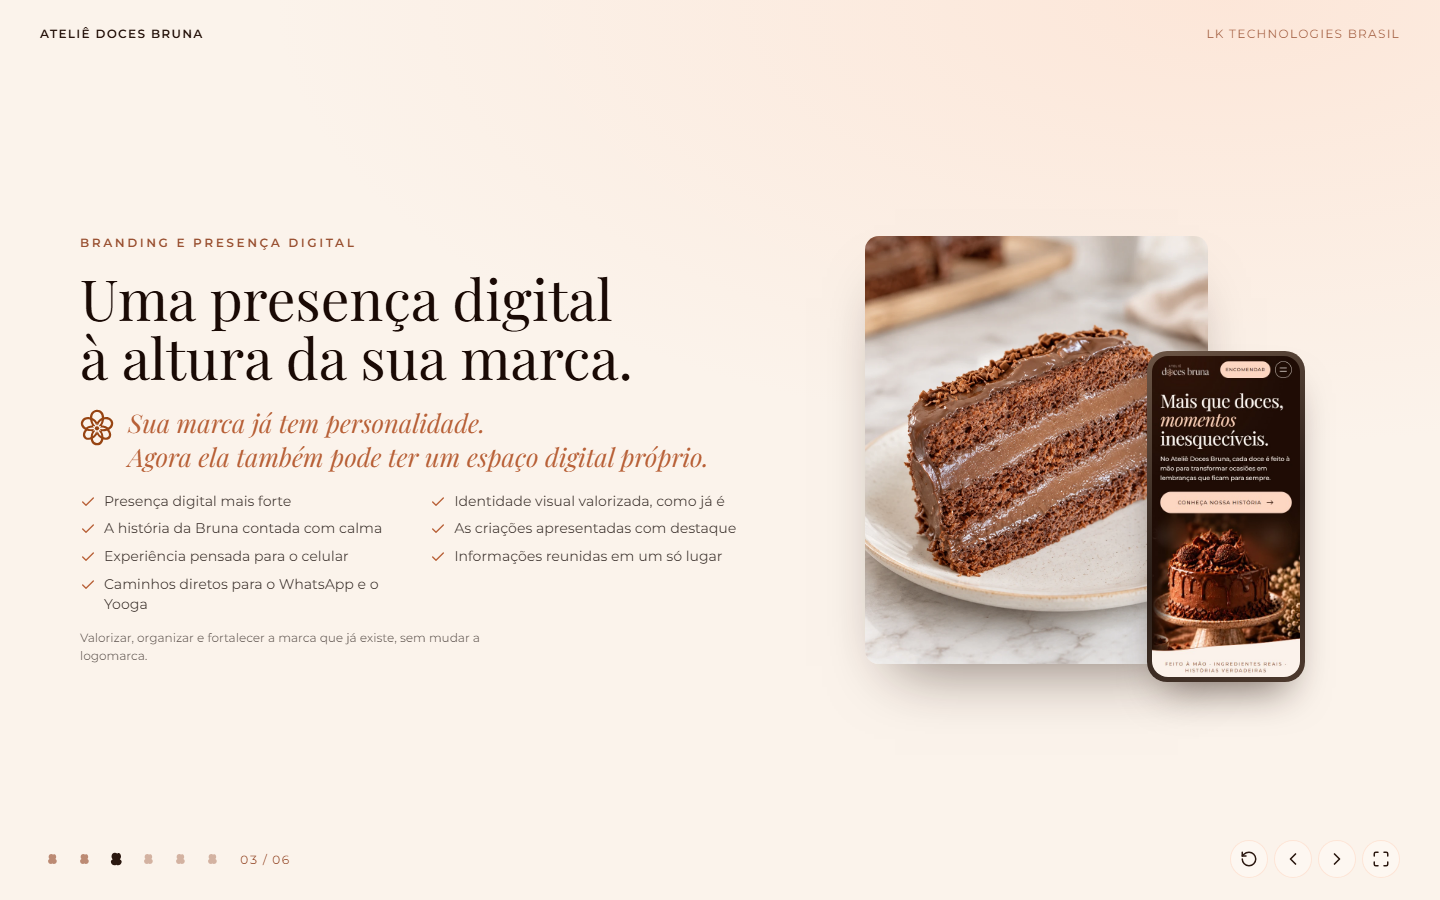 ATELIÊ DOCES BRUNA
LK TECHNOLOGIES BRASIL
BRANDING E PRESENÇA DIGITAL
Uma presença digital
à altura da sua marca.
Sua marca já tem personalidade.
Agora ela também pode ter um espaço digital próprio.
Presença digital mais forte
A história da Bruna contada com calma
Experiência pensada para o celular
Caminhos diretos para o WhatsApp e o
Yooga
Identidade visual valorizada, como já é
As criações apresentadas com destaque
Informações reunidas em um só lugar
Valorizar, organizar e fortalecer a marca que já existe, sem mudar a
logomarca.
doces bruna
ENCOMENDAR
Mais que doces,
momentos
inesquecíveis.
No Ateliê Doces Bruna, cada doce é feito à
mão para transformar ocasiões em
lembranças que ficam para sempre.
CONHEÇA NOSSA HISTÓRIA →
FEITO À MÃO · INGREDIENTES REAIS ·
HISTÓRIAS VERDADEIRAS
03 / 06